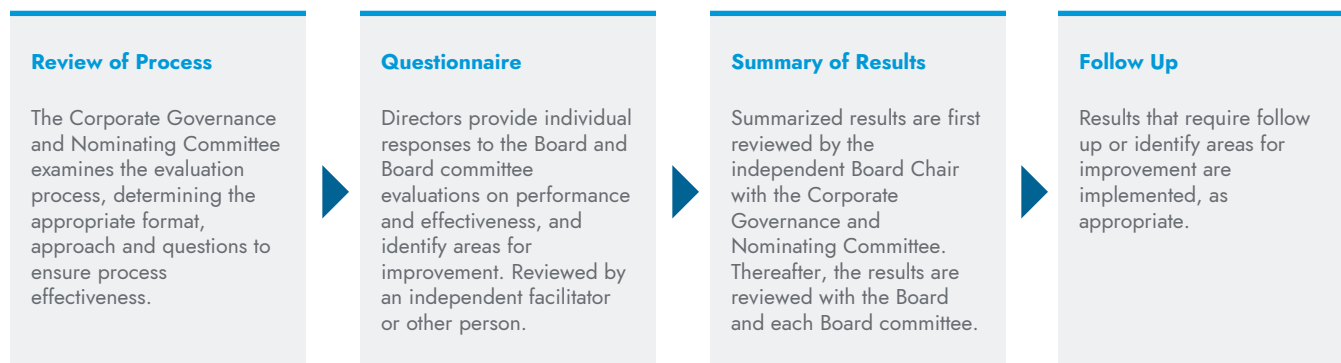 Review of Process
The Corporate Governance
and Nominating Committee
examines the evaluation
process, determining the
appropriate format,
approach and questions to
ensure process
effectiveness.
Questionnaire
Directors provide individual
responses to the Board and
Board committee
evaluations on performance
and effectiveness, and
identify areas for
improvement. Reviewed by
an independent facilitator
or other person.
Summary of Results
Summarized results are first
reviewed by the
independent Board Chair
with the Corporate
Governance and
Nominating Committee.
Thereafter, the results are
reviewed with the Board
and each Board committee.
Follow Up
Results that require follow
up or identify areas for
improvement are
implemented, as
appropriate.